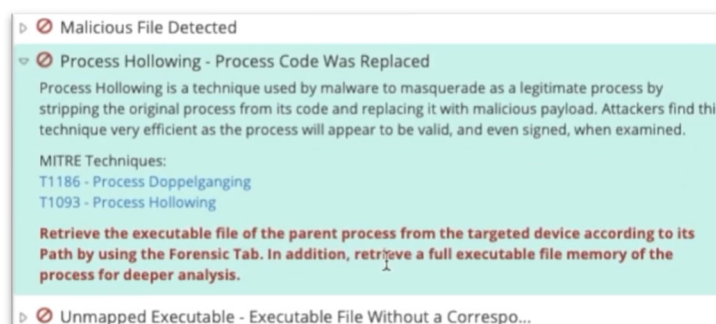 Malicious File Detected
Process Hollowing - Process Code Was Replaced
Process Hollowing is a technique used by malware to masquerade as a legitimate process by
stripping the original process from its code and replacing it with malicious payload. Attackers find thi
technique very efficient as the process will appear to be valid, and even signed, when examined.
MITRE Techniques:
T1186 - Process Doppelganging
T1093 - Process Hollowing
Retrieve the executable file of the parent process from the targeted device according to its
Path by using the Forensic Tab. In addition, retrieve a full executable file memory of the
process for deeper analysis.
Unmapped Executable - Executable File Without a Correspo...